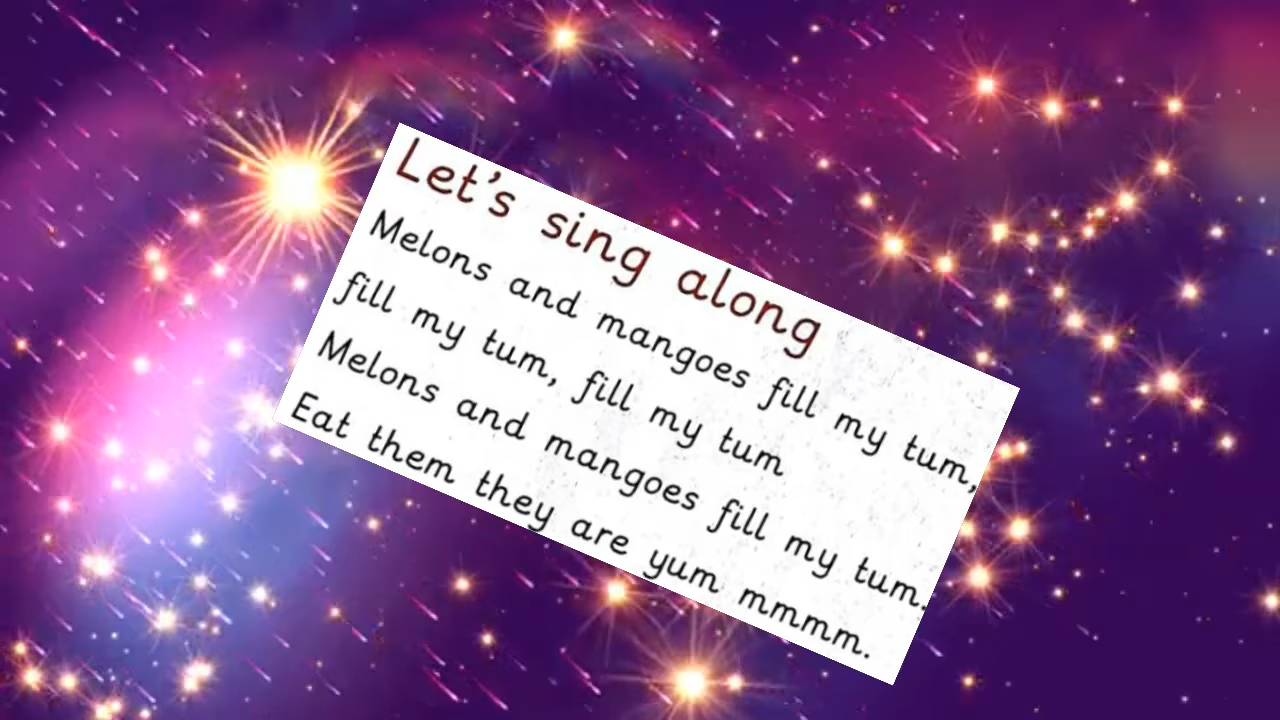 Let's sing along
Melons and mangoes fill my tum,
fill my tum, fill my tum
Melons and mangoes fill my tum.
Eat them they are yum mmmm.